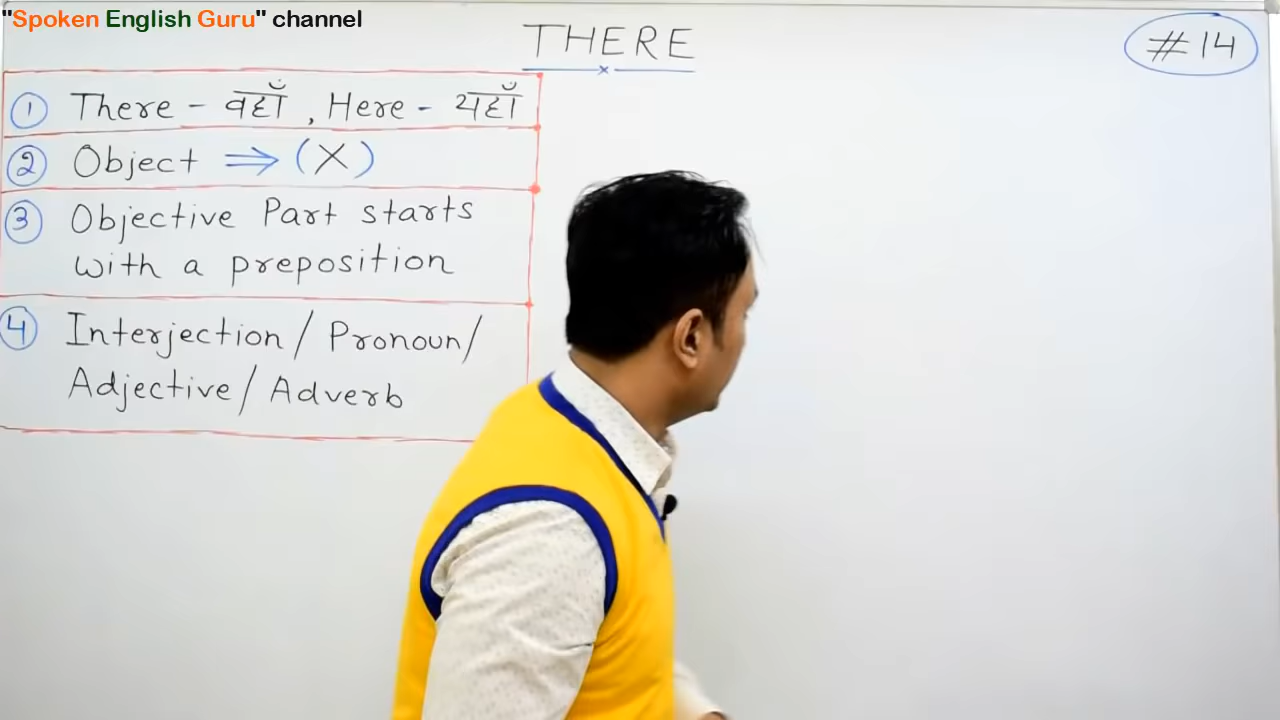 "Spoken English Guru" channel
THERE
#14
1 There - वहाँ , Here - यहाँ
2 Object ⇒ (X)
3 Objective Part starts
with a preposition
4 Interjection / Pronoun /
Adjective / Adverb